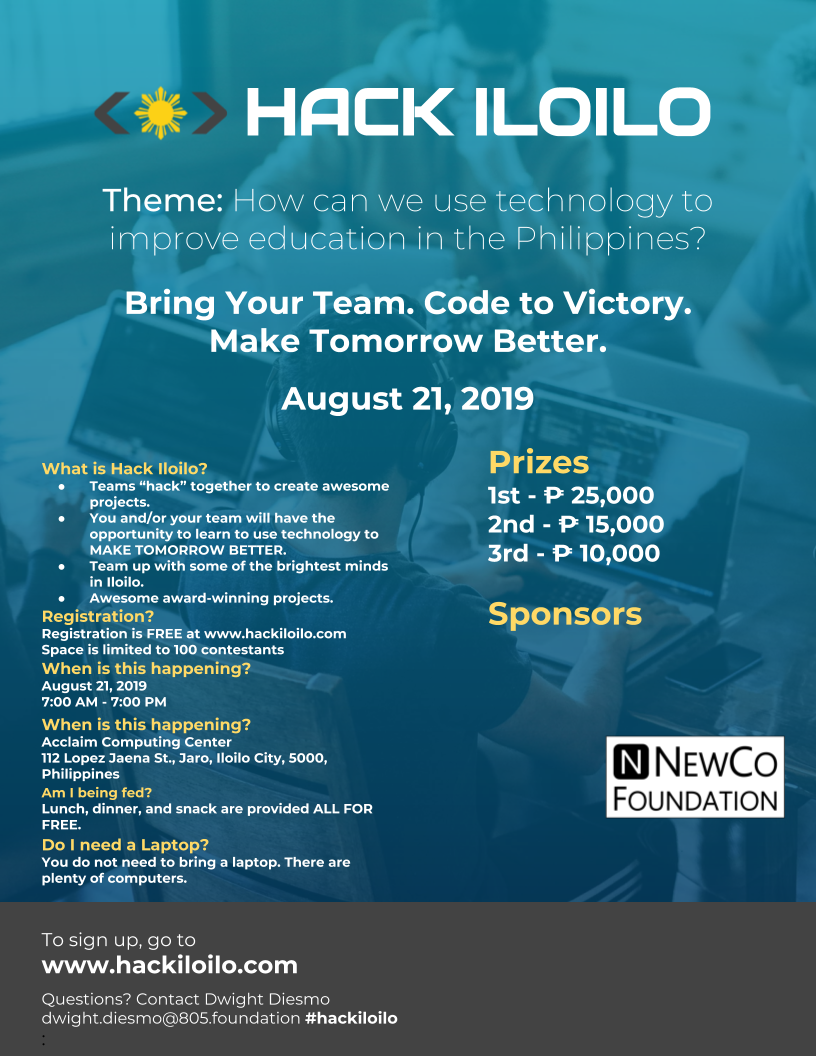 HACK ILOILO
Theme: How can we use technology to
improve education in the Philippines?
Bring Your Team. Code to Victory.
Make Tomorrow Better.
August 21, 2019
What is Hack Iloilo?
● Teams “hack” together to create awesome
projects.
● You and/or your team will have the
opportunity to learn to use technology to
MAKE TOMORROW BETTER.
● Team up with some of the brightest minds
in Iloilo.
● Awesome award-winning projects.
Registration?
Registration is FREE at www.hackiloilo.com
Space is limited to 100 contestants
When is this happening?
August 21, 2019
7:00 AM - 7:00 PM
When is this happening?
Acclaim Computing Center
112 Lopez Jaena St., Jaro, Iloilo City, 5000,
Philippines
Am I being fed?
Lunch, dinner, and snack are provided ALL FOR
FREE.
Do I need a Laptop?
You do not need to bring a laptop. There are
plenty of computers.
Prizes
1st - ₱ 25,000
2nd - ₱ 15,000
3rd - ₱ 10,000
Sponsors
N NEWCO
FOUNDATION
To sign up, go to
www.hackiloilo.com
Questions? Contact Dwight Diesmo
dwight.diesmo@805.foundation #hackiloilo
: